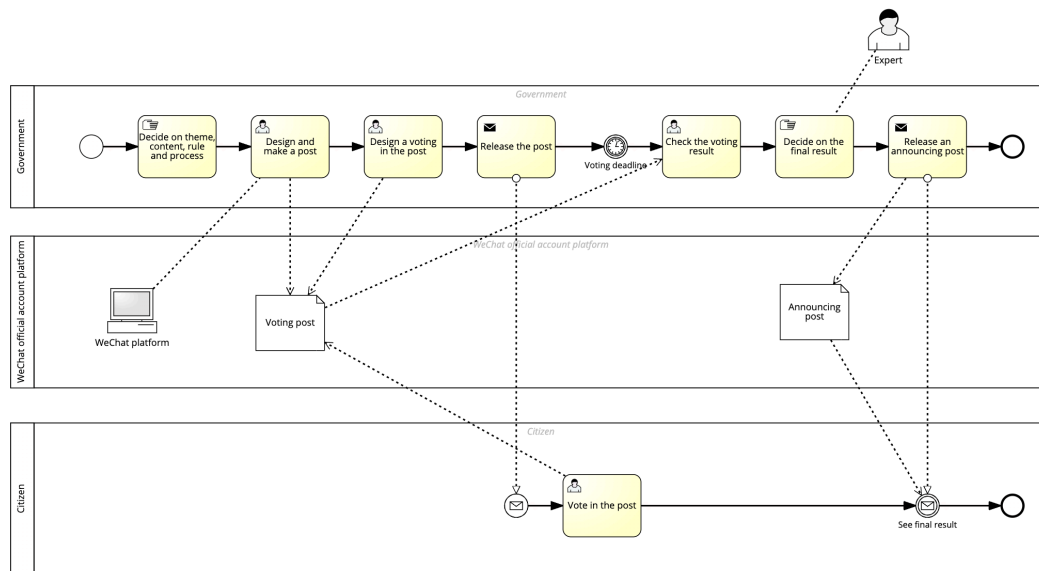 Expert
Government
Government
Decide on theme,
content, rule
and process
Design and
make a post
Design a voting
in the post
Release the post
Voting deadline
Check the voting
result
Decide on the
final result
Release an
announcing post
WeChat official account platform
WeChat official account platform
WeChat platform
Voting post
Announcing
post
Citizen
Citizen
Vote in the post
See final result